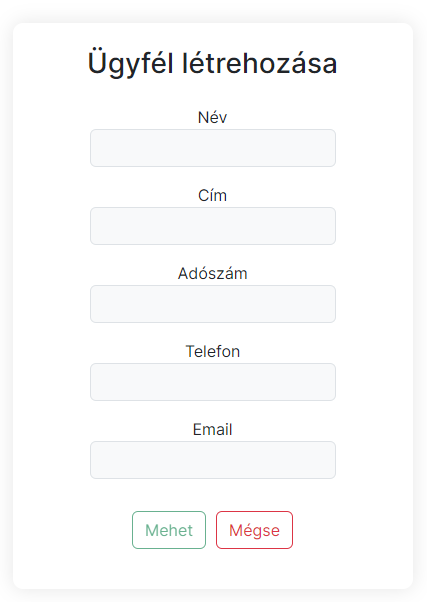 Ügyfél létrehozása
Név
Cím
Adószám
Telefon
Email
Mehet Mégse